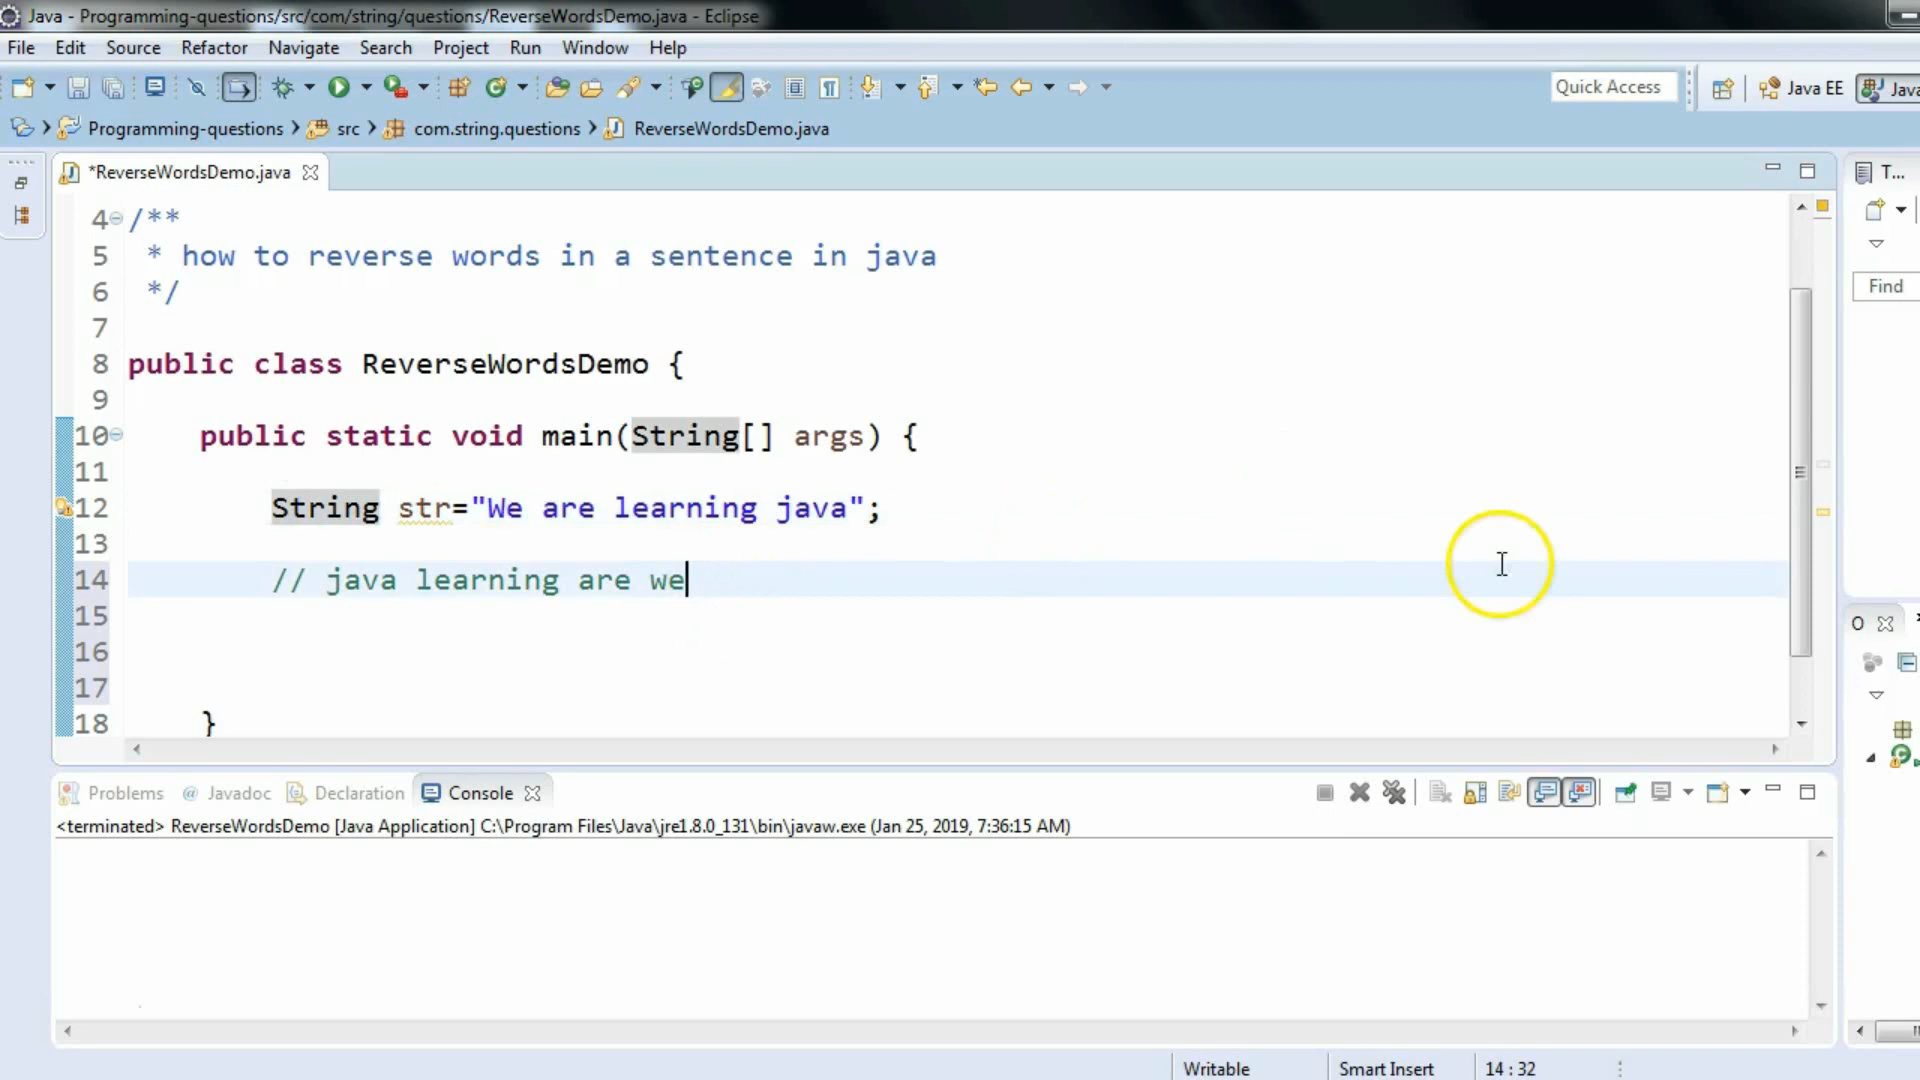 Java - Programming-questions/src/com/string/questions/ReverseWordsDemo.java - Eclipse
File Edit Source Refactor Navigate Search Project Run Window Help
Quick Access Java EE Java
Programming-questions src com.string.questions ReverseWordsDemo.java
*ReverseWordsDemo.java T...
4 /**
5 * how to reverse words in a sentence in java
6 */
Find
7
8 public class ReverseWordsDemo {
9
10 public static void main(String[] args) {
11
12 String str="We are learning java";
13
14 // java learning are we
15
O
16
17
18 }
Problems @ Javadoc Declaration Console
<terminated> ReverseWordsDemo [Java Application] C:\Program Files\Java\jre1.8.0_131\bin\javaw.exe (Jan 25, 2019, 7:36:15 AM)
Writable Smart Insert 14 : 32